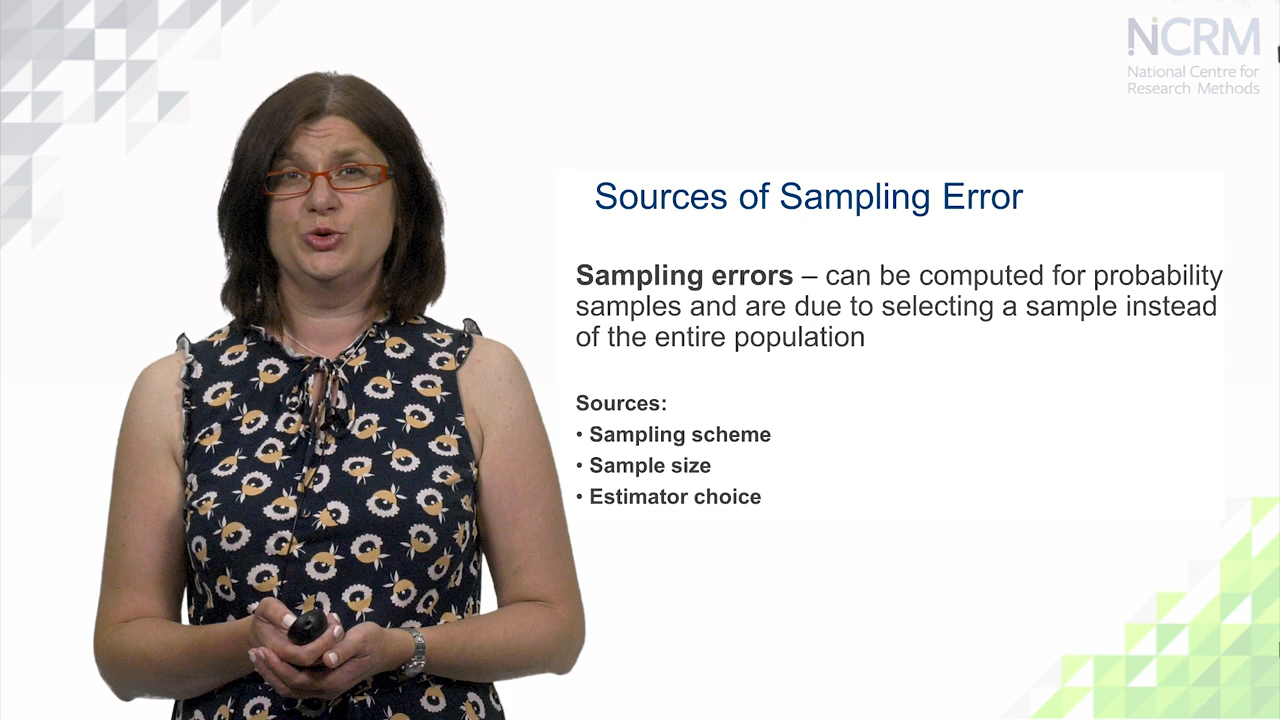 NCRM
National Centre for
Research Methods
Sources of Sampling Error
Sampling errors – can be computed for probability
samples and are due to selecting a sample instead
of the entire population
Sources:
• Sampling scheme
• Sample size
• Estimator choice